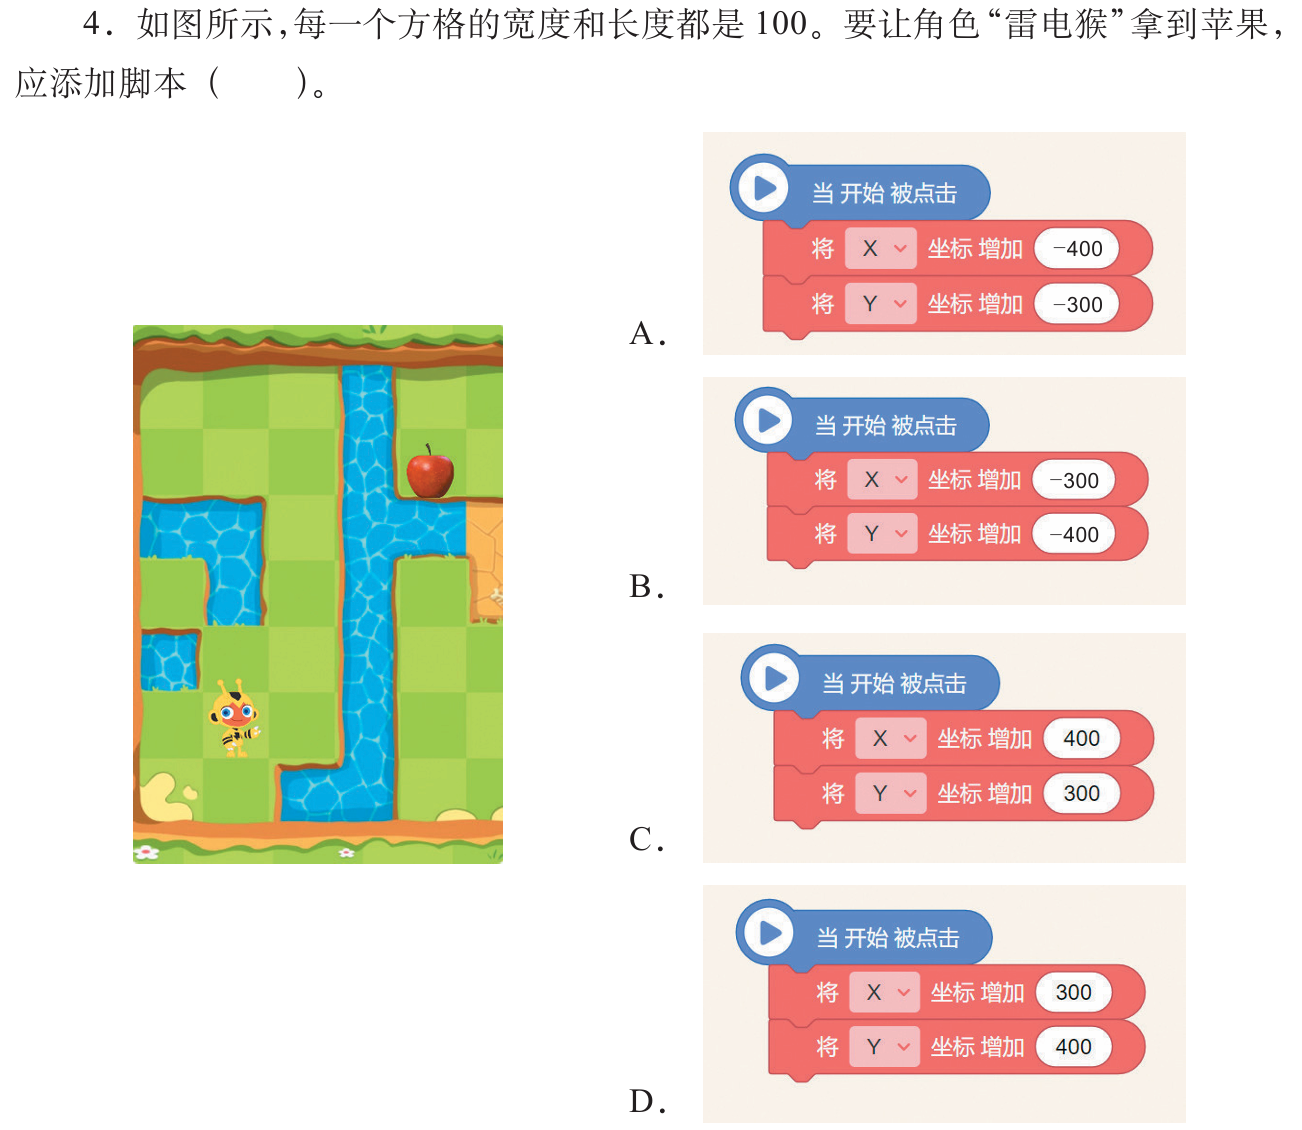 4. 如图所示,每一个方格的宽度和长度都是100。要让角色“雷电猴”拿到苹果,
应添加脚本（　　）。
A.
当 开始 被点击
将 X 坐标 增加 -400
将 Y 坐标 增加 -300
B.
当 开始 被点击
将 X 坐标 增加 -300
将 Y 坐标 增加 -400
C.
当 开始 被点击
将 X 坐标 增加 400
将 Y 坐标 增加 300
D.
当 开始 被点击
将 X 坐标 增加 300
将 Y 坐标 增加 400